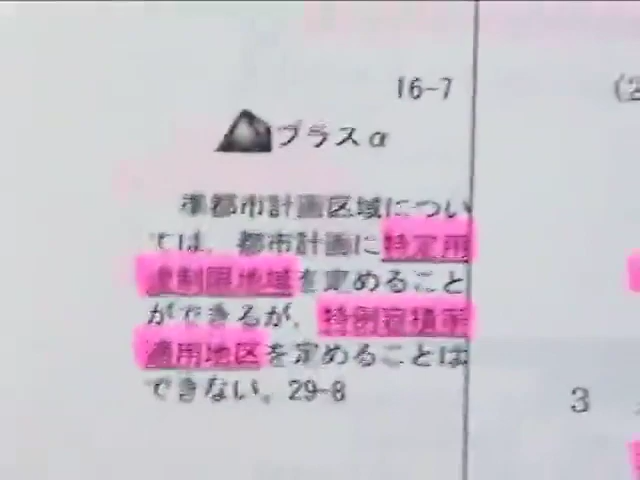 16-7
プラスα
準都市計画区域につい
ては、都市計画に特定用
途制限地域を定めること
ができるが、特例容積率
適用地区を定めることは
できない。29-8
3